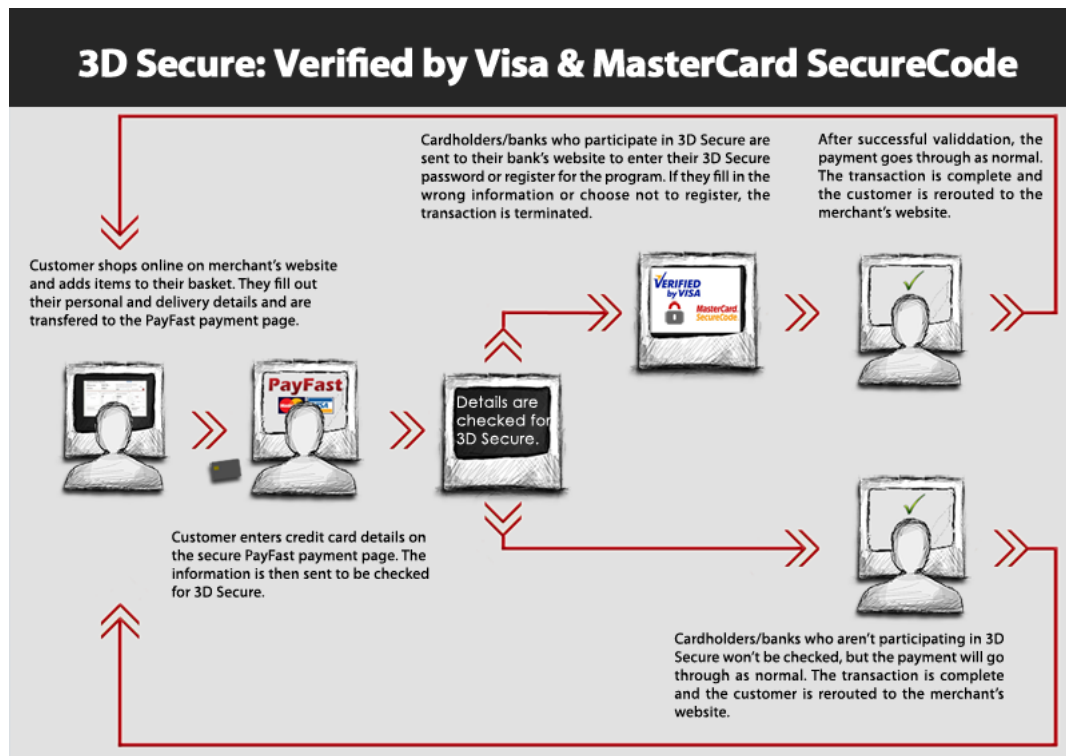 3D Secure: Verified by Visa & MasterCard SecureCode
Cardholders/banks who participate in 3D Secure are
sent to their bank's website to enter their 3D Secure
password or register for the program. If they fill in the
wrong information or choose not to register, the
transaction is terminated.
After successful validdation, the
payment goes through as normal.
The transaction is complete and
the customer is rerouted to the
merchant's website.
Customer shops online on merchant's website
and adds items to their basket. They fill out
their personal and delivery details and are
transfered to the PayFast payment page.
VERIFIED
by VISA
MasterCard
SecureCode
PayFast
MasterCard
VISA
Details are
checked for
3D Secure.
Customer enters credit card details on
the secure PayFast payment page. The
information is then sent to be checked
for 3D Secure.
Cardholders/banks who aren't participating in 3D
Secure won't be checked, but the payment will go
through as normal. The transaction is complete
and the customer is rerouted to the merchant's
website.